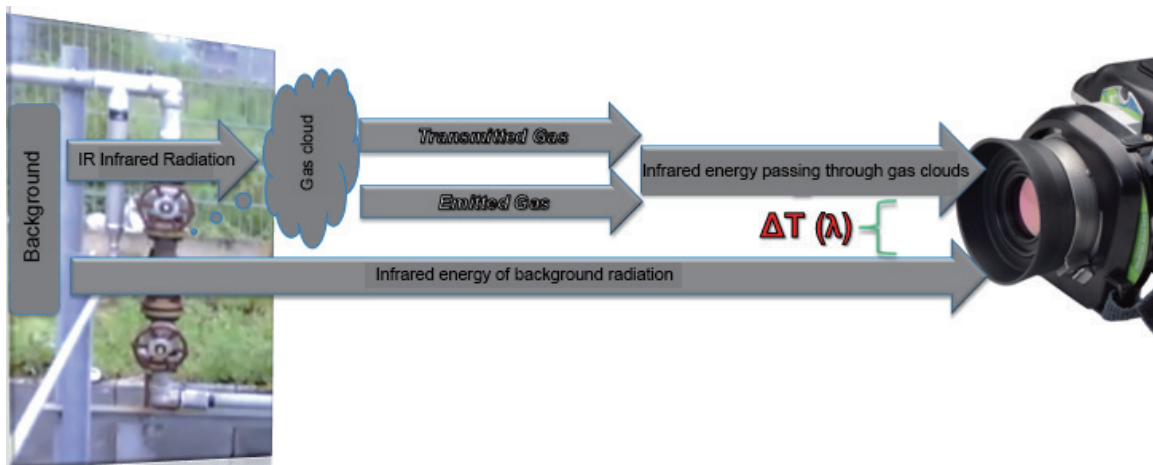 Background
IR Infrared Radiation
Gas cloud
Transmitted Gas
Emitted Gas
Infrared energy passing through gas clouds
ΔT (λ)
Infrared energy of background radiation